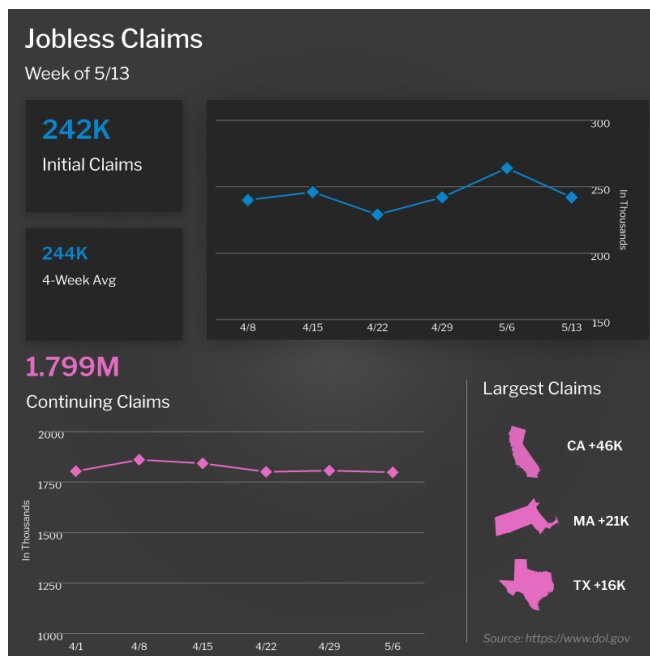 Jobless Claims
Week of 5/13
242K
Initial Claims
244K
4-Week Avg
300
250
200
150
In Thousands
4/8 4/15 4/22 4/29 5/6 5/13
1.799M
Continuing Claims
2000
1750
1500
1250
1000
In Thousands
4/1 4/8 4/15 4/22 4/29 5/6
Largest Claims
CA +46K
MA +21K
TX +16K
Source: https://www.dol.gov